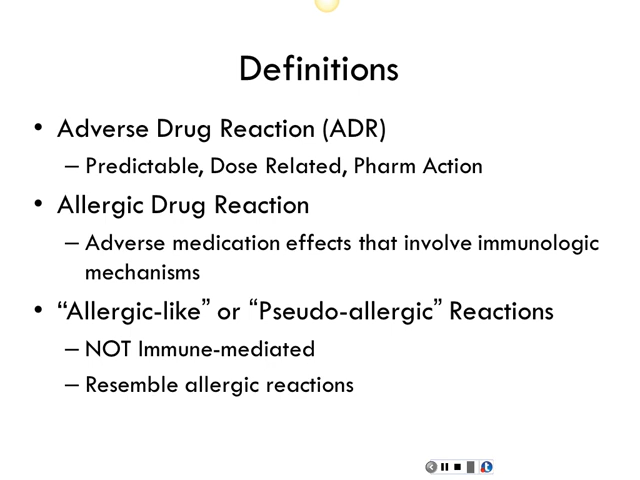 Definitions
• Adverse Drug Reaction (ADR)
– Predictable, Dose Related, Pharm Action
• Allergic Drug Reaction
– Adverse medication effects that involve immunologic
mechanisms
• “Allergic-like” or “Pseudo-allergic” Reactions
– NOT Immune-mediated
– Resemble allergic reactions
t